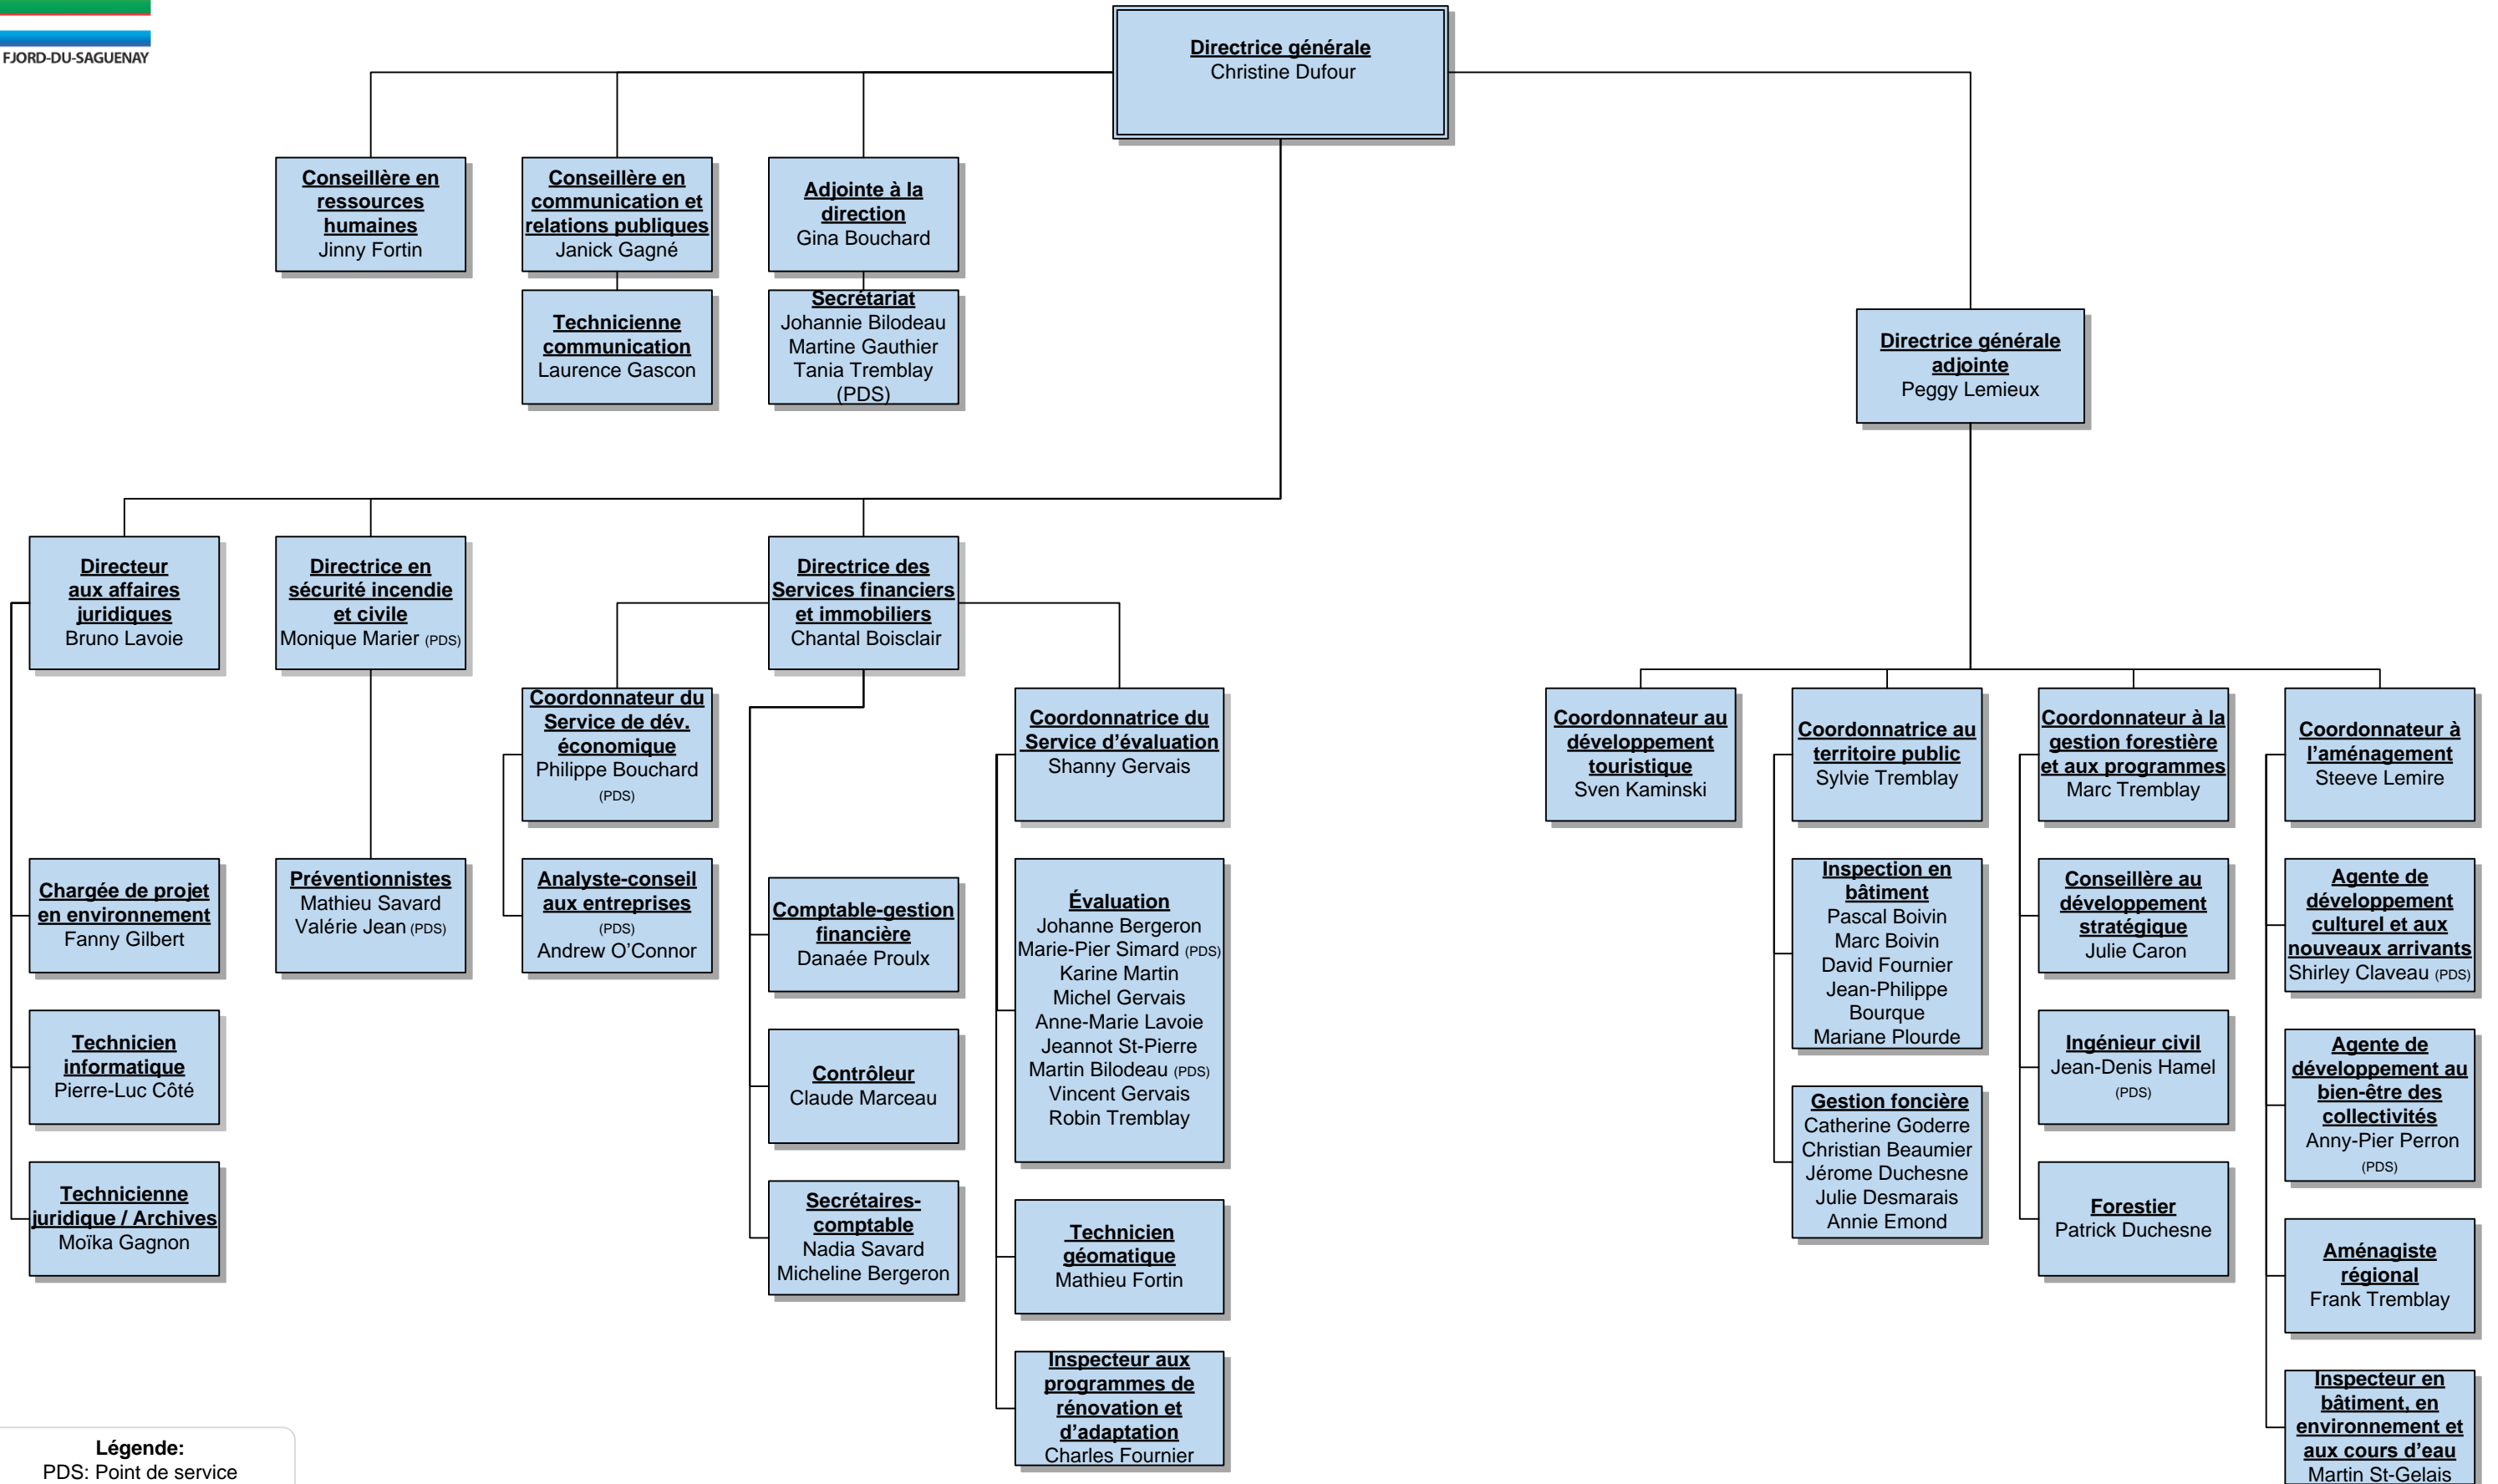 FJORD-DU-SAGUENAY
Directrice générale
Christine Dufour
Conseillère en
ressources
humaines
Jinny Fortin
Conseillère en
communication et
relations publiques
Janick Gagné
Adjointe à la
direction
Gina Bouchard
Technicienne
communication
Laurence Gascon
Secrétariat
Johannie Bilodeau
Martine Gauthier
Tania Tremblay
(PDS)
Directrice générale
adjointe
Peggy Lemieux
Directeur
aux affaires
juridiques
Bruno Lavoie
Directrice en
sécurité incendie
et civile
Monique Marier (PDS)
Directrice des
Services financiers
et immobiliers
Chantal Boisclair
Chargée de projet
en environnement
Fanny Gilbert
Technicien
informatique
Pierre-Luc Côté
Technicienne
juridique / Archives
Moïka Gagnon
Préventionnistes
Mathieu Savard
Valérie Jean (PDS)
Coordonnateur du
Service de dév.
économique
Philippe Bouchard
(PDS)
Analyste-conseil
aux entreprises
(PDS)
Andrew O'Connor
Comptable-gestion
financière
Danaée Proulx
Contrôleur
Claude Marceau
Secrétaires-
comptable
Nadia Savard
Micheline Bergeron
Coordonnatrice du
Service d'évaluation
Shanny Gervais
Évaluation
Johanne Bergeron
Marie-Pier Simard (PDS)
Karine Martin
Michel Gervais
Anne-Marie Lavoie
Jeannot St-Pierre
Martin Bilodeau (PDS)
Vincent Gervais
Robin Tremblay
Technicien
géomatique
Mathieu Fortin
Inspecteur aux
programmes de
rénovation et
d'adaptation
Charles Fournier
Coordonnateur au
développement
touristique
Sven Kaminski
Coordonnatrice au
territoire public
Sylvie Tremblay
Inspection en
bâtiment
Pascal Boivin
Marc Boivin
David Fournier
Jean-Philippe
Bourque
Mariane Plourde
Gestion foncière
Catherine Goderre
Christian Beaumier
Jérome Duchesne
Julie Desmarais
Annie Emond
Coordonnateur à la
gestion forestière
et aux programmes
Marc Tremblay
Conseillère au
développement
stratégique
Julie Caron
Ingénieur civil
Jean-Denis Hamel
(PDS)
Forestier
Patrick Duchesne
Coordonnateur à
l'aménagement
Steeve Lemire
Agente de
développement
culturel et aux
nouveaux arrivants
Shirley Claveau (PDS)
Agente de
développement au
bien-être des
collectivités
Anny-Pier Perron
(PDS)
Aménagiste
régional
Frank Tremblay
Inspecteur en
bâtiment, en
environnement et
aux cours d'eau
Martin St-Gelais
Légende:
PDS: Point de service